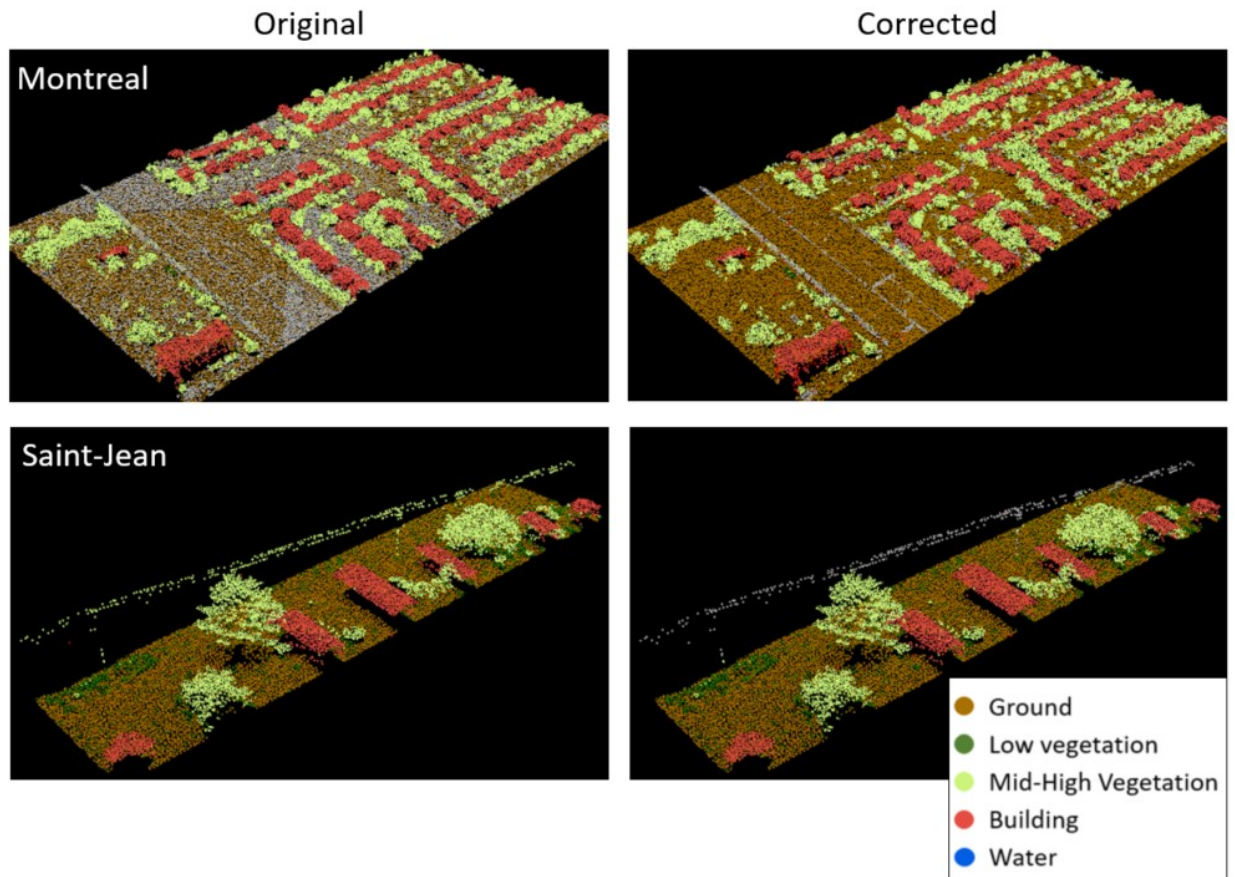 Original
Corrected
Montreal
Saint-Jean
Ground
Low vegetation
Mid-High Vegetation
Building
Water